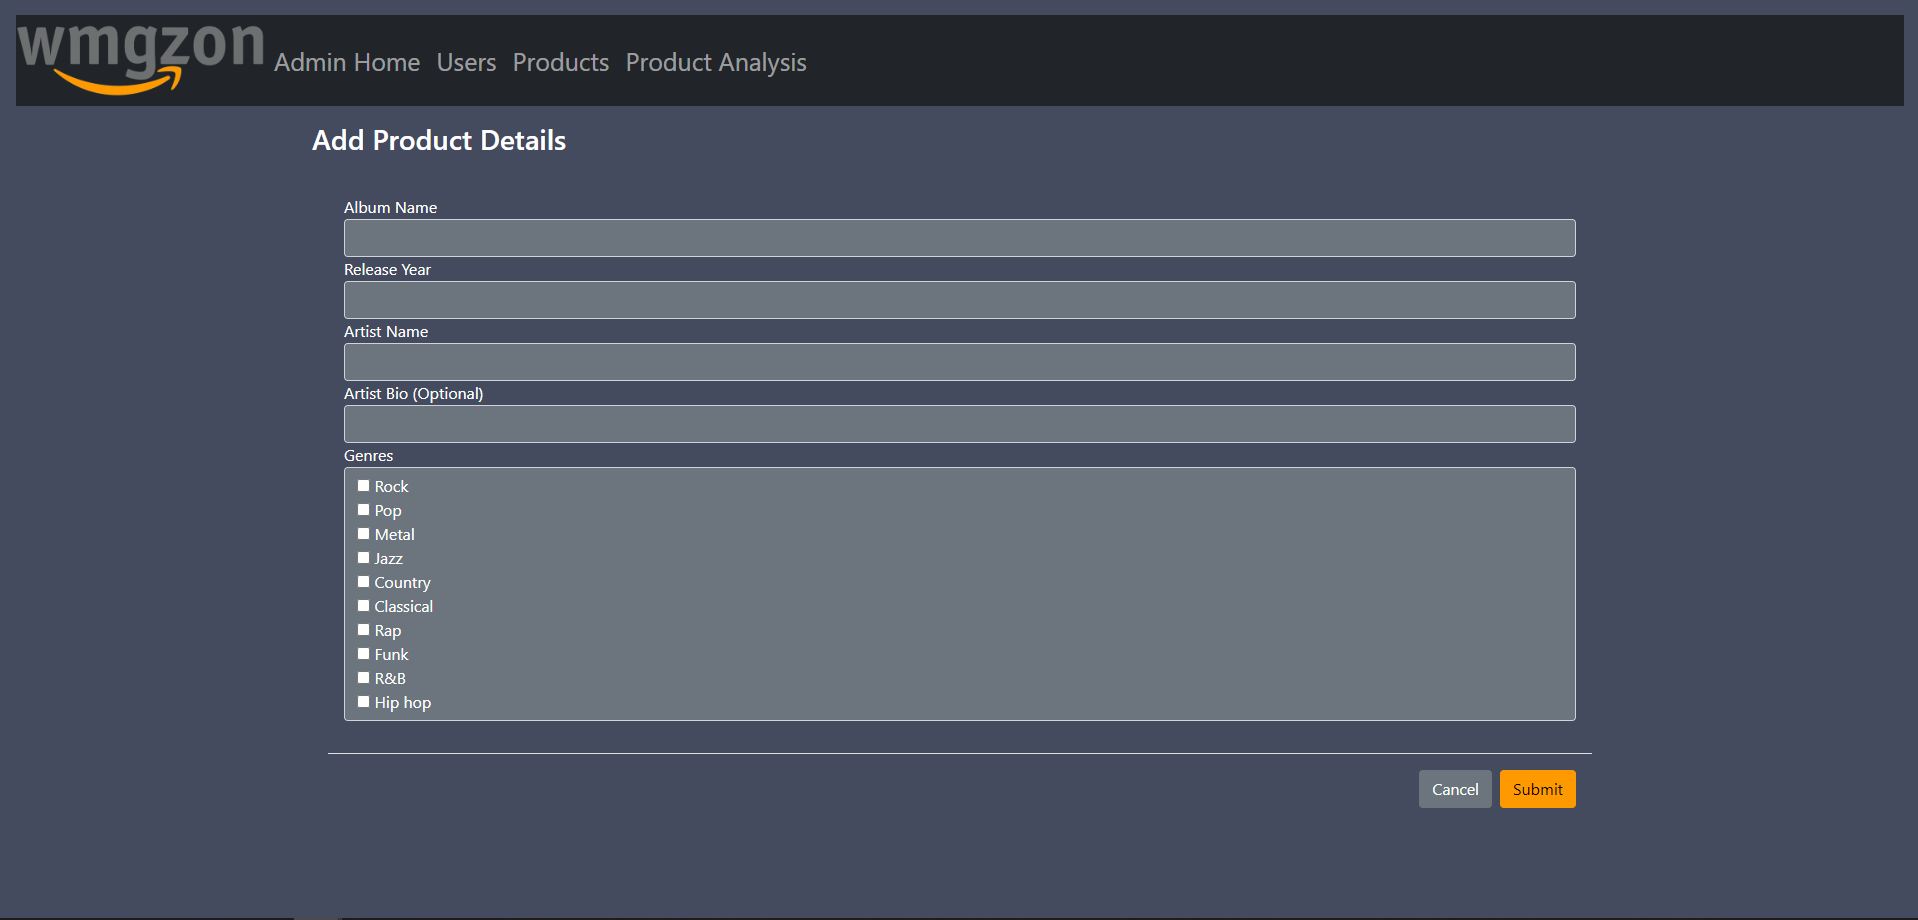 wmgzon Admin Home Users Products Product Analysis
Add Product Details
Album Name
Release Year
Artist Name
Artist Bio (Optional)
Genres
Rock
Pop
Metal
Jazz
Country
Classical
Rap
Funk
R&B
Hip hop
Cancel Submit